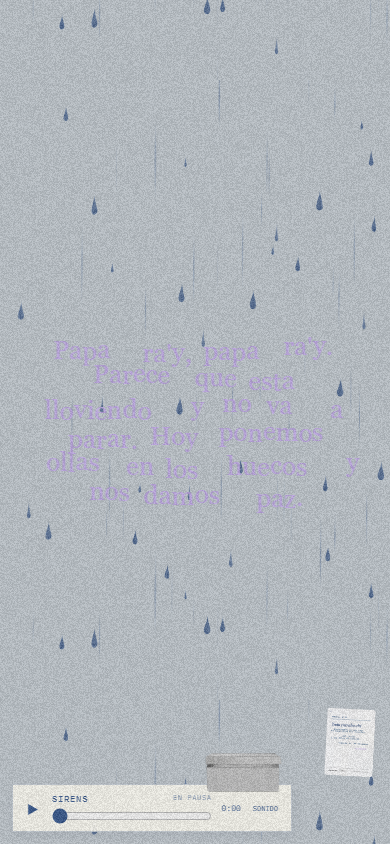 Papá ra'y, papá ra'y.
Parece que esta
lloviendo y no va a
parar. Hoy ponemos
ollas en los huecos y
nos damos paz
SIRENS
EN PAUSA
0:00 SONIDO